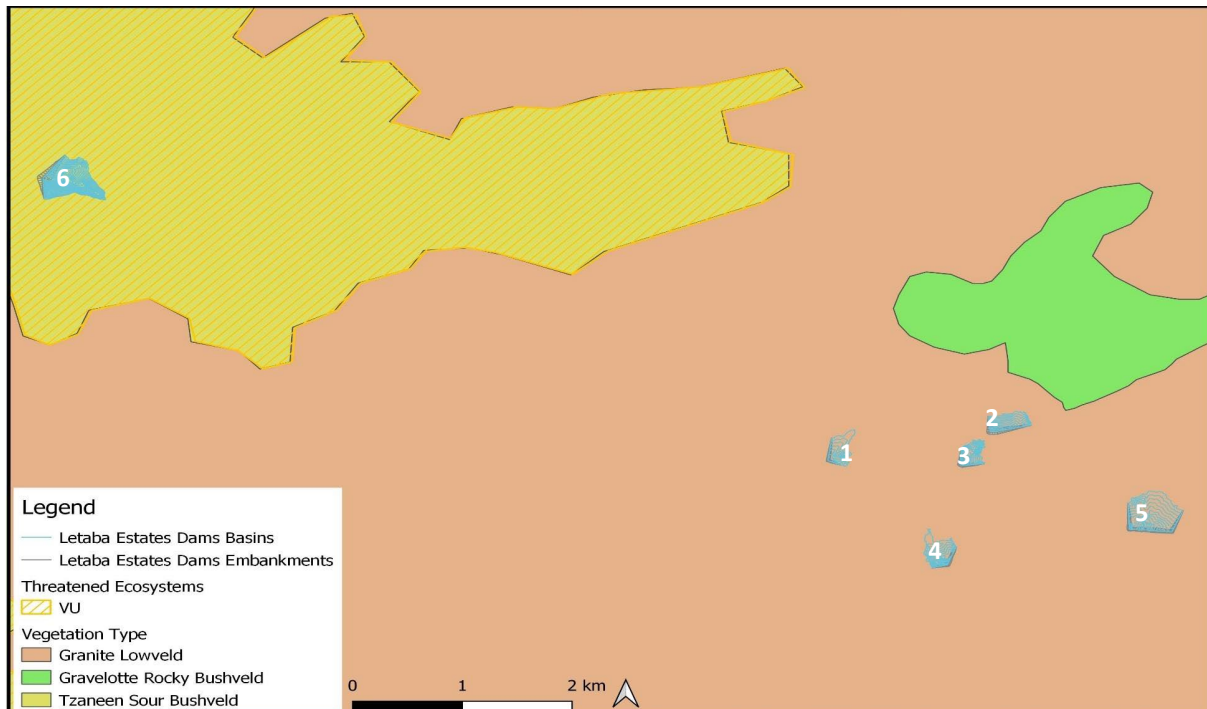 6
2
1
3
5
4
Legend
Letaba Estates Dams Basins
Letaba Estates Dams Embankments
Threatened Ecosystems
VU
Vegetation Type
Granite Lowveld
Gravelotte Rocky Bushveld
Tzaneen Sour Bushveld
0 1 2 km